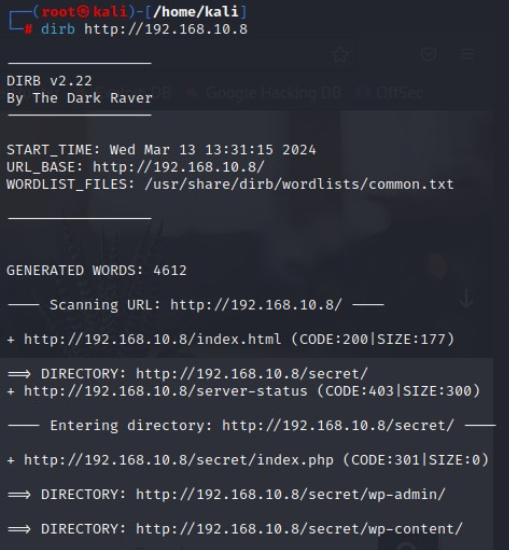 ┌──(root㉿kali)-[/home/kali]
└─# dirb http://192.168.10.8
DIRB v2.22
By The Dark Raver
DB
Google Hacking DB
OffSec
START_TIME: Wed Mar 13 13:31:15 2024
URL_BASE: http://192.168.10.8/
WORDLIST_FILES: /usr/share/dirb/wordlists/common.txt
GENERATED WORDS: 4612
---- Scanning URL: http://192.168.10.8/ ----
+ http://192.168.10.8/index.html (CODE:200|SIZE:177)
==> DIRECTORY: http://192.168.10.8/secret/
+ http://192.168.10.8/server-status (CODE:403|SIZE:300)
---- Entering directory: http://192.168.10.8/secret/ ----
+ http://192.168.10.8/secret/index.php (CODE:301|SIZE:0)
==> DIRECTORY: http://192.168.10.8/secret/wp-admin/
==> DIRECTORY: http://192.168.10.8/secret/wp-content/